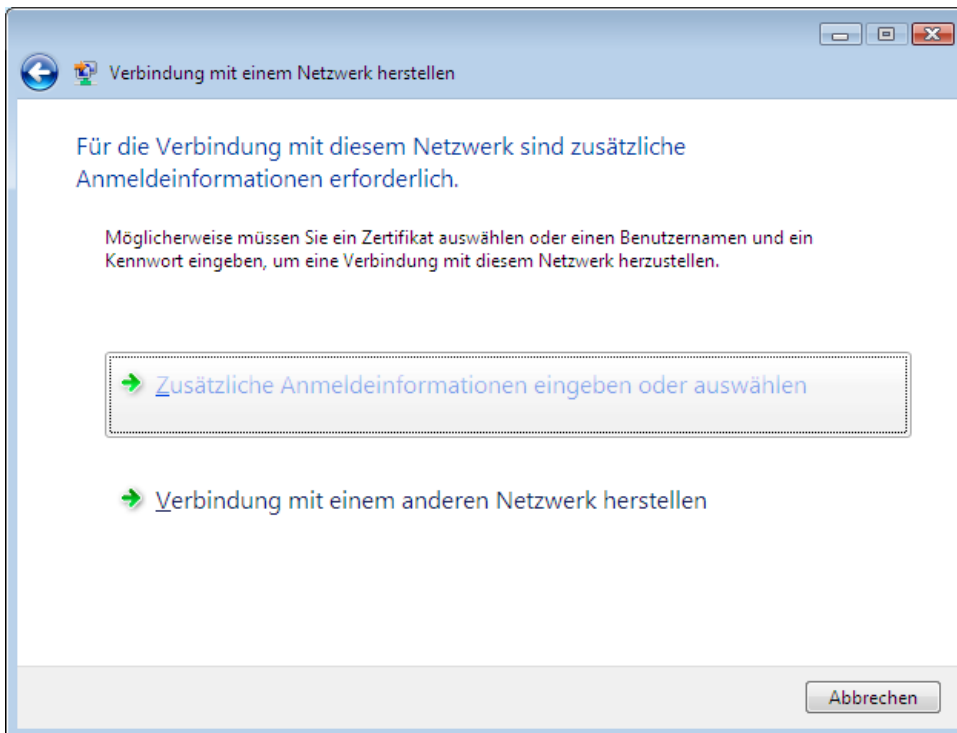 Verbindung mit einem Netzwerk herstellen
Für die Verbindung mit diesem Netzwerk sind zusätzliche
Anmeldeinformationen erforderlich.
Möglicherweise müssen Sie ein Zertifikat auswählen oder einen Benutzernamen und ein
Kennwort eingeben, um eine Verbindung mit diesem Netzwerk herzustellen.
Zusätzliche Anmeldeinformationen eingeben oder auswählen
Verbindung mit einem anderen Netzwerk herstellen
Abbrechen